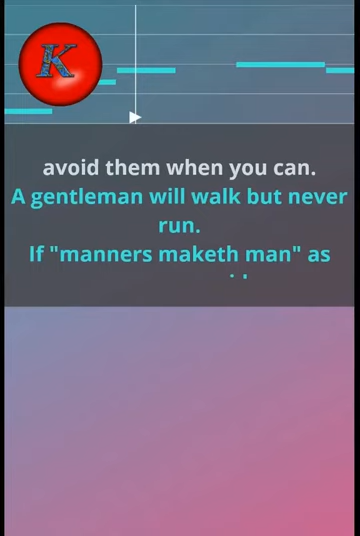 K
avoid them when you can.
A gentleman will walk but never
run.
If "manners maketh man" as